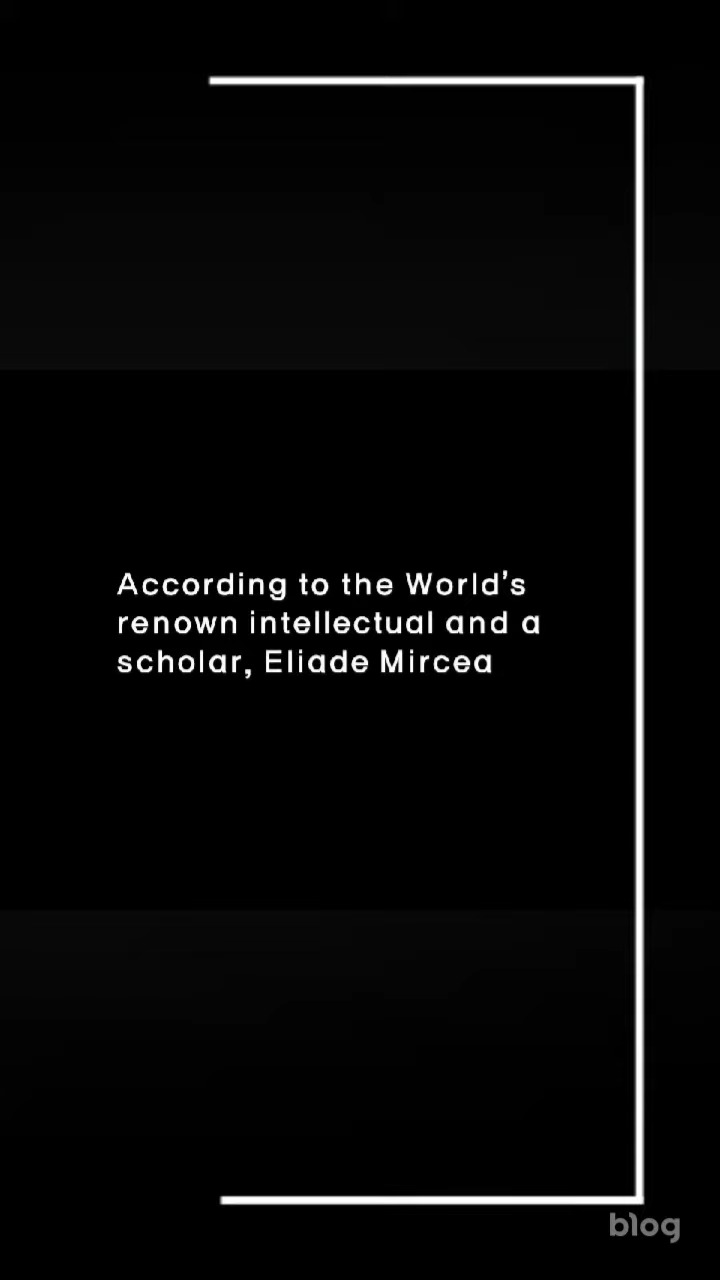 According to the World's
renown intellectual and a
scholar, Eliade Mircea
blog